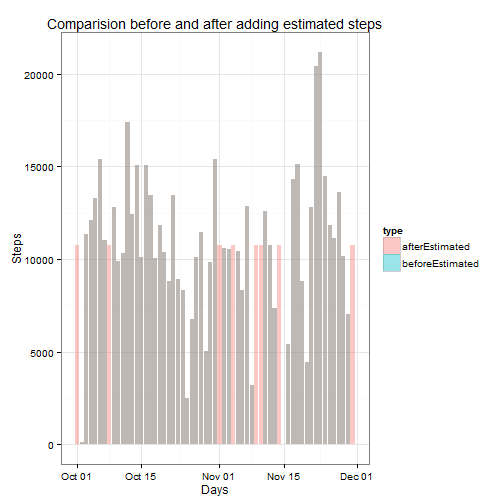 Comparision before and after adding estimated steps
20000
15000
10000
5000
0
Steps
Oct 01
Oct 15
Nov 01
Nov 15
Dec 01
Days
type
afterEstimated
beforeEstimated